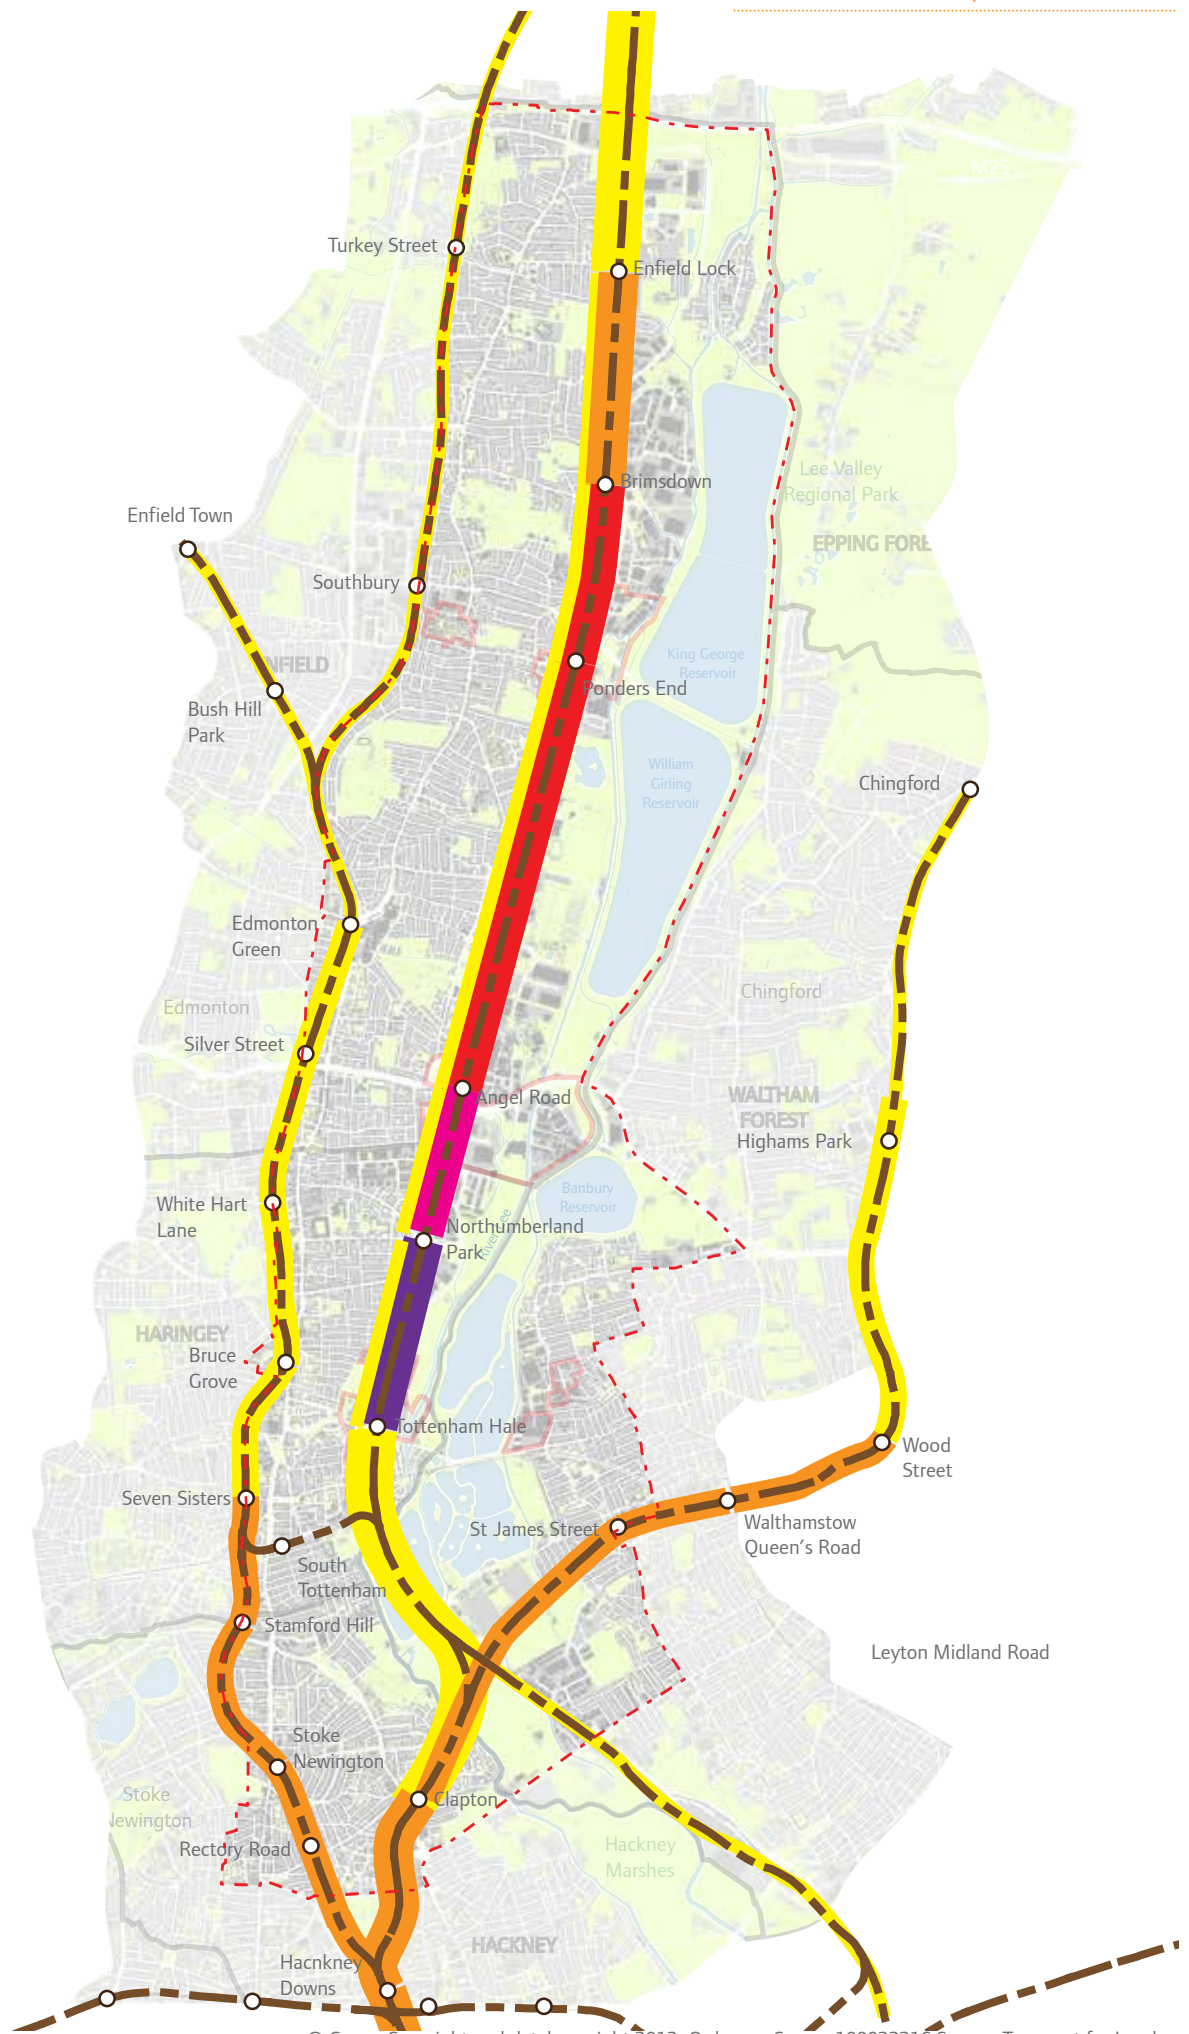 M25
Turkey Street
Enfield Lock
Lee Valley
Regional Park
Brimsdown
Enfield Town
EPPING FORE
Southbury
King George
Reservoir
NFIELD
Ponders End
Bush Hill
Park
William
Girling
Reservoir
Chingford
Edmonton
Green
Chingford
Edmonton
Silver Street
Angel Road
WALTHAM
FOREST
Highams Park
Banbury
Reservoir
White Hart
Lane
River Lee
Northumberland
Park
HARINGEY
Bruce
Grove
Tottenham Hale
Wood
Street
Seven Sisters
St James Street
Walthamstow
Queen's Road
South
Tottenham
Stamford Hill
Leyton Midland Road
Stoke
Newington
Stoke
Newington
Clapton
Rectory Road
Hackney
Marshes
HACKNEY
Hacnkney
Downs